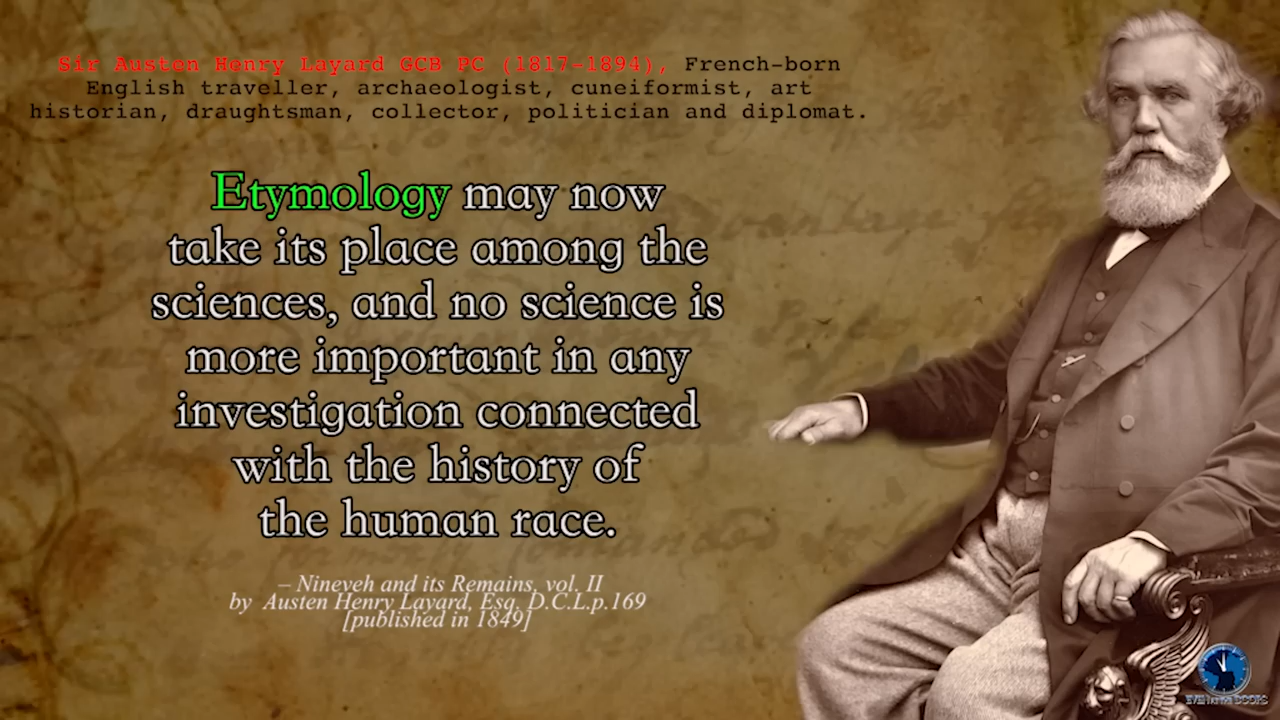 Sir Austen Henry Layard GCB PC (1817-1894), French-born
English traveller, archaeologist, cuneiformist, art
historian, draughtsman, collector, politician and diplomat.
Etymology may now
take its place among the
sciences, and no science is
more important in any
investigation connected
with the history of
the human race.
– Nineveh and its Remains, vol. II
by Austen Henry Layard, Esq. D.C.L.p.169
[published in 1849]